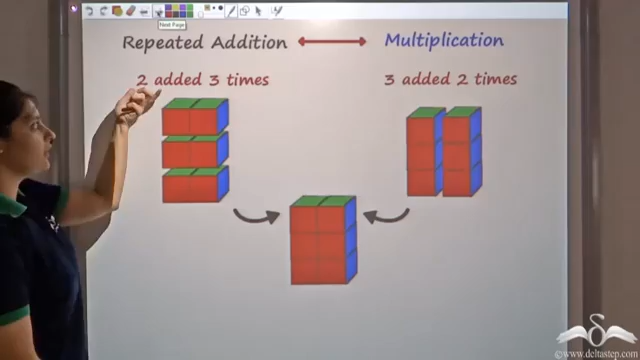 Next Page
Repeated Addition
Multiplication
2 added 3 times
3 added 2 times
©www.deltastep.com